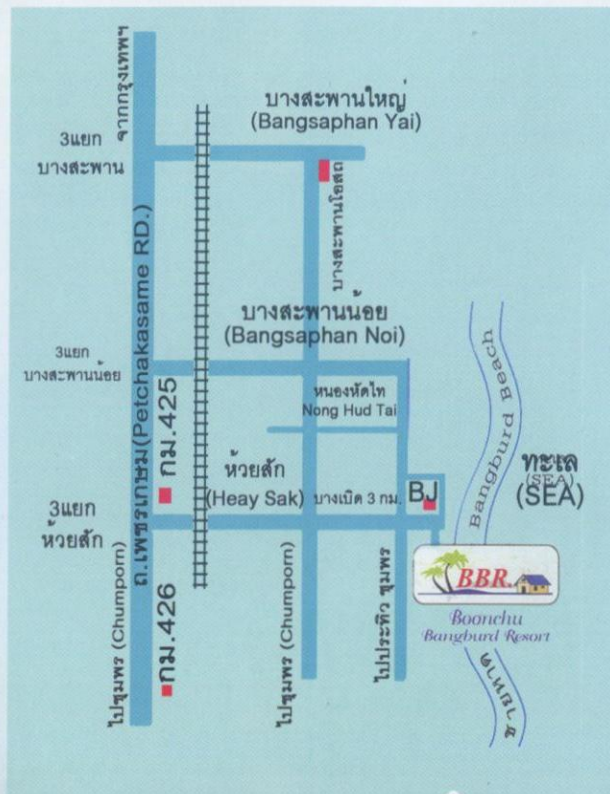 จากกรุงเทพฯ
บางสะพานใหญ่
(Bangsaphan Yai)
3แยก
บางสะพาน
บางสะพานโอสถ
ถ.เพชรเกษม(Petchakasame RD.)
บางสะพานน้อย
(Bangsaphan Noi)
3แยก
บางสะพานน้อย
กม.425
หนองหัดไท
Nong Hud Tai
Bangburd Beach
ห้วยสัก
(Heay Sak)
บางเบิด 3 กม.
BJ
ทะเล
(SEA)
(SEA)
3แยก
ห้วยสัก
BBR.
Boonchu
Bangburd Resort
กม.426
ไปชุมพร (Chumporn)
ไปชุมพร (Chumporn)
ไปประทิว ชุมพร
ชายหาด